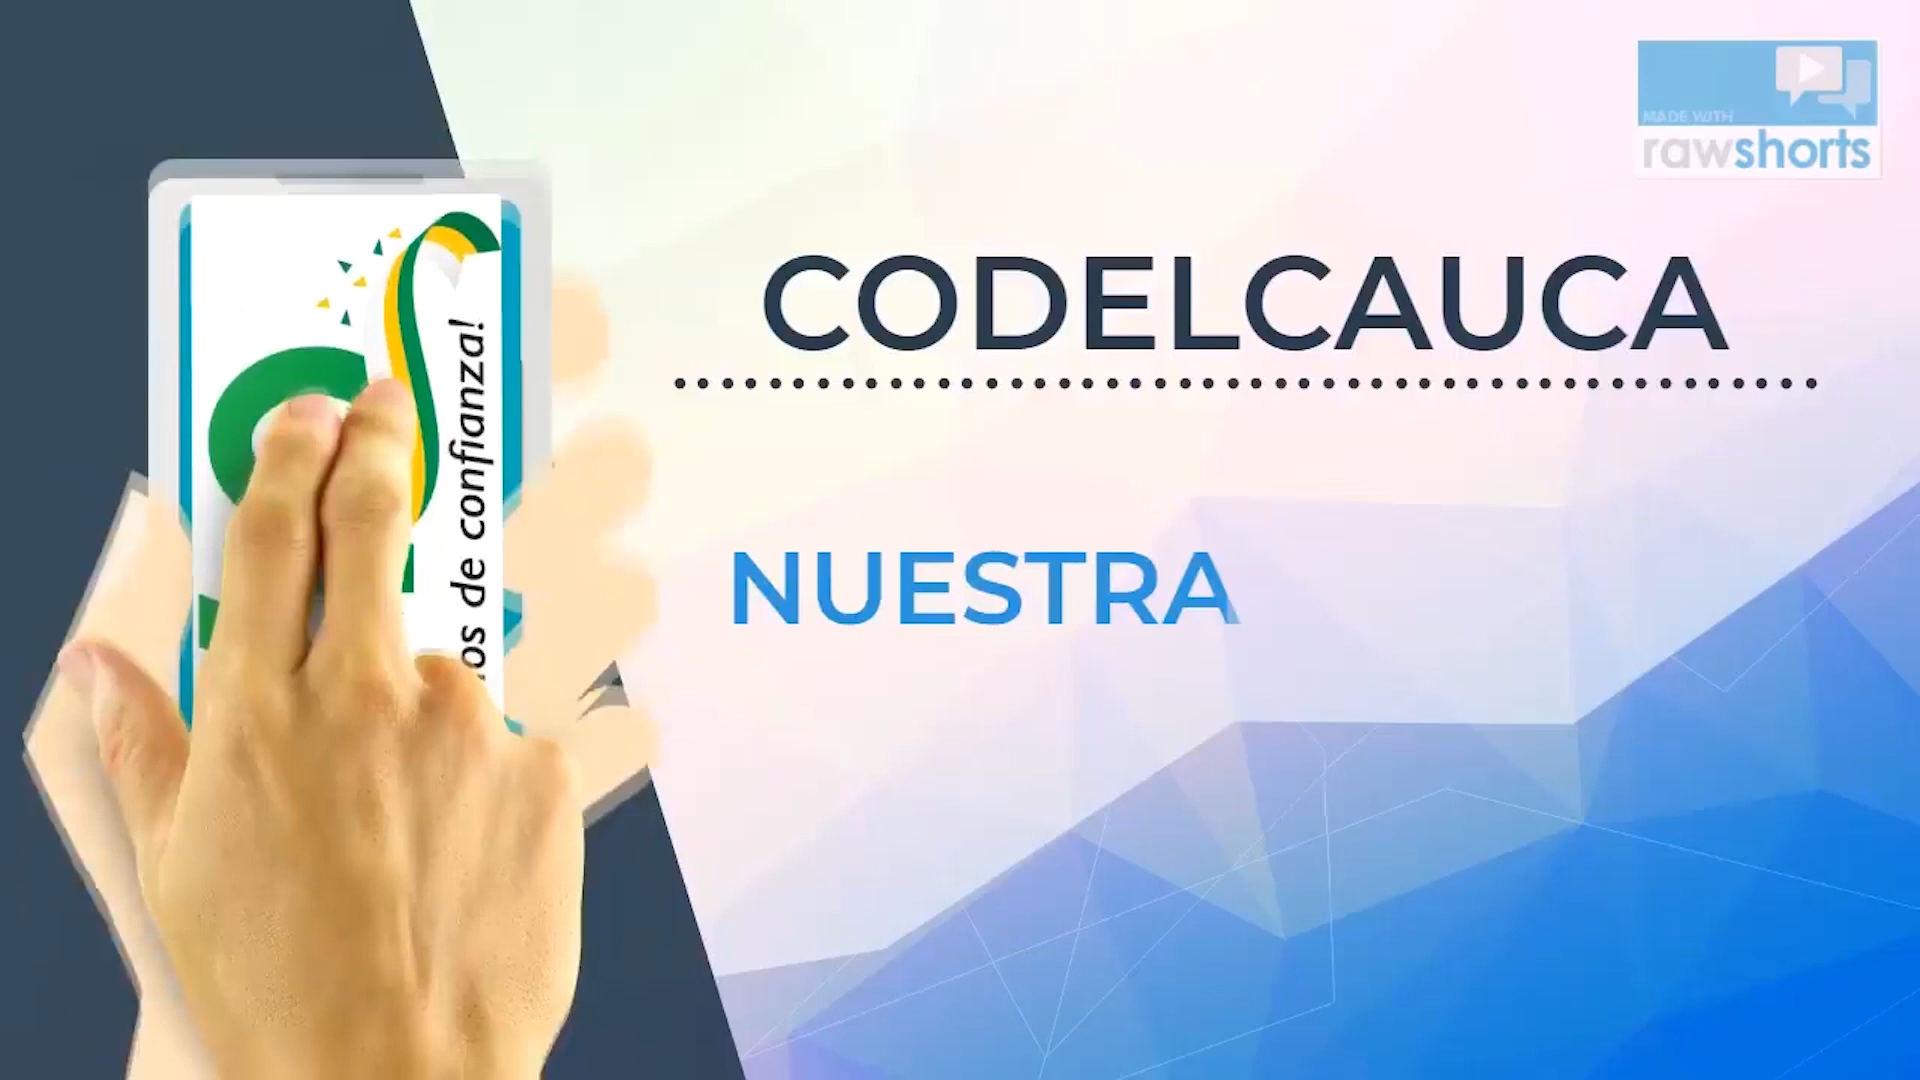 MADE WITH
rawshorts
CODELCAUCA
NUESTRA
de confianza!